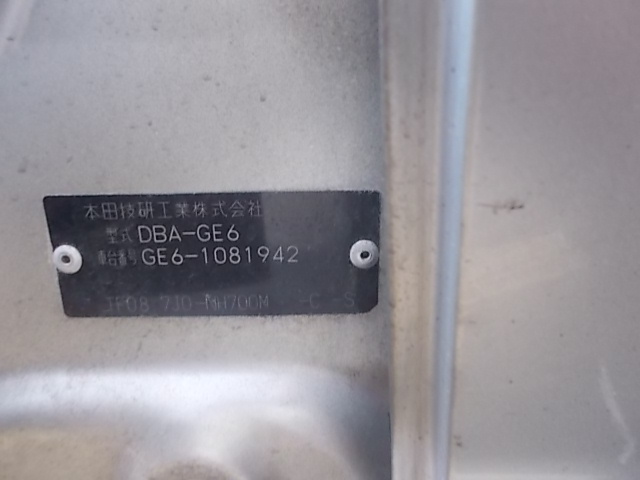 本田技研工業株式会社
型式 DBA-GE6
車台番号 GE6-1081942
NH700M -C -S